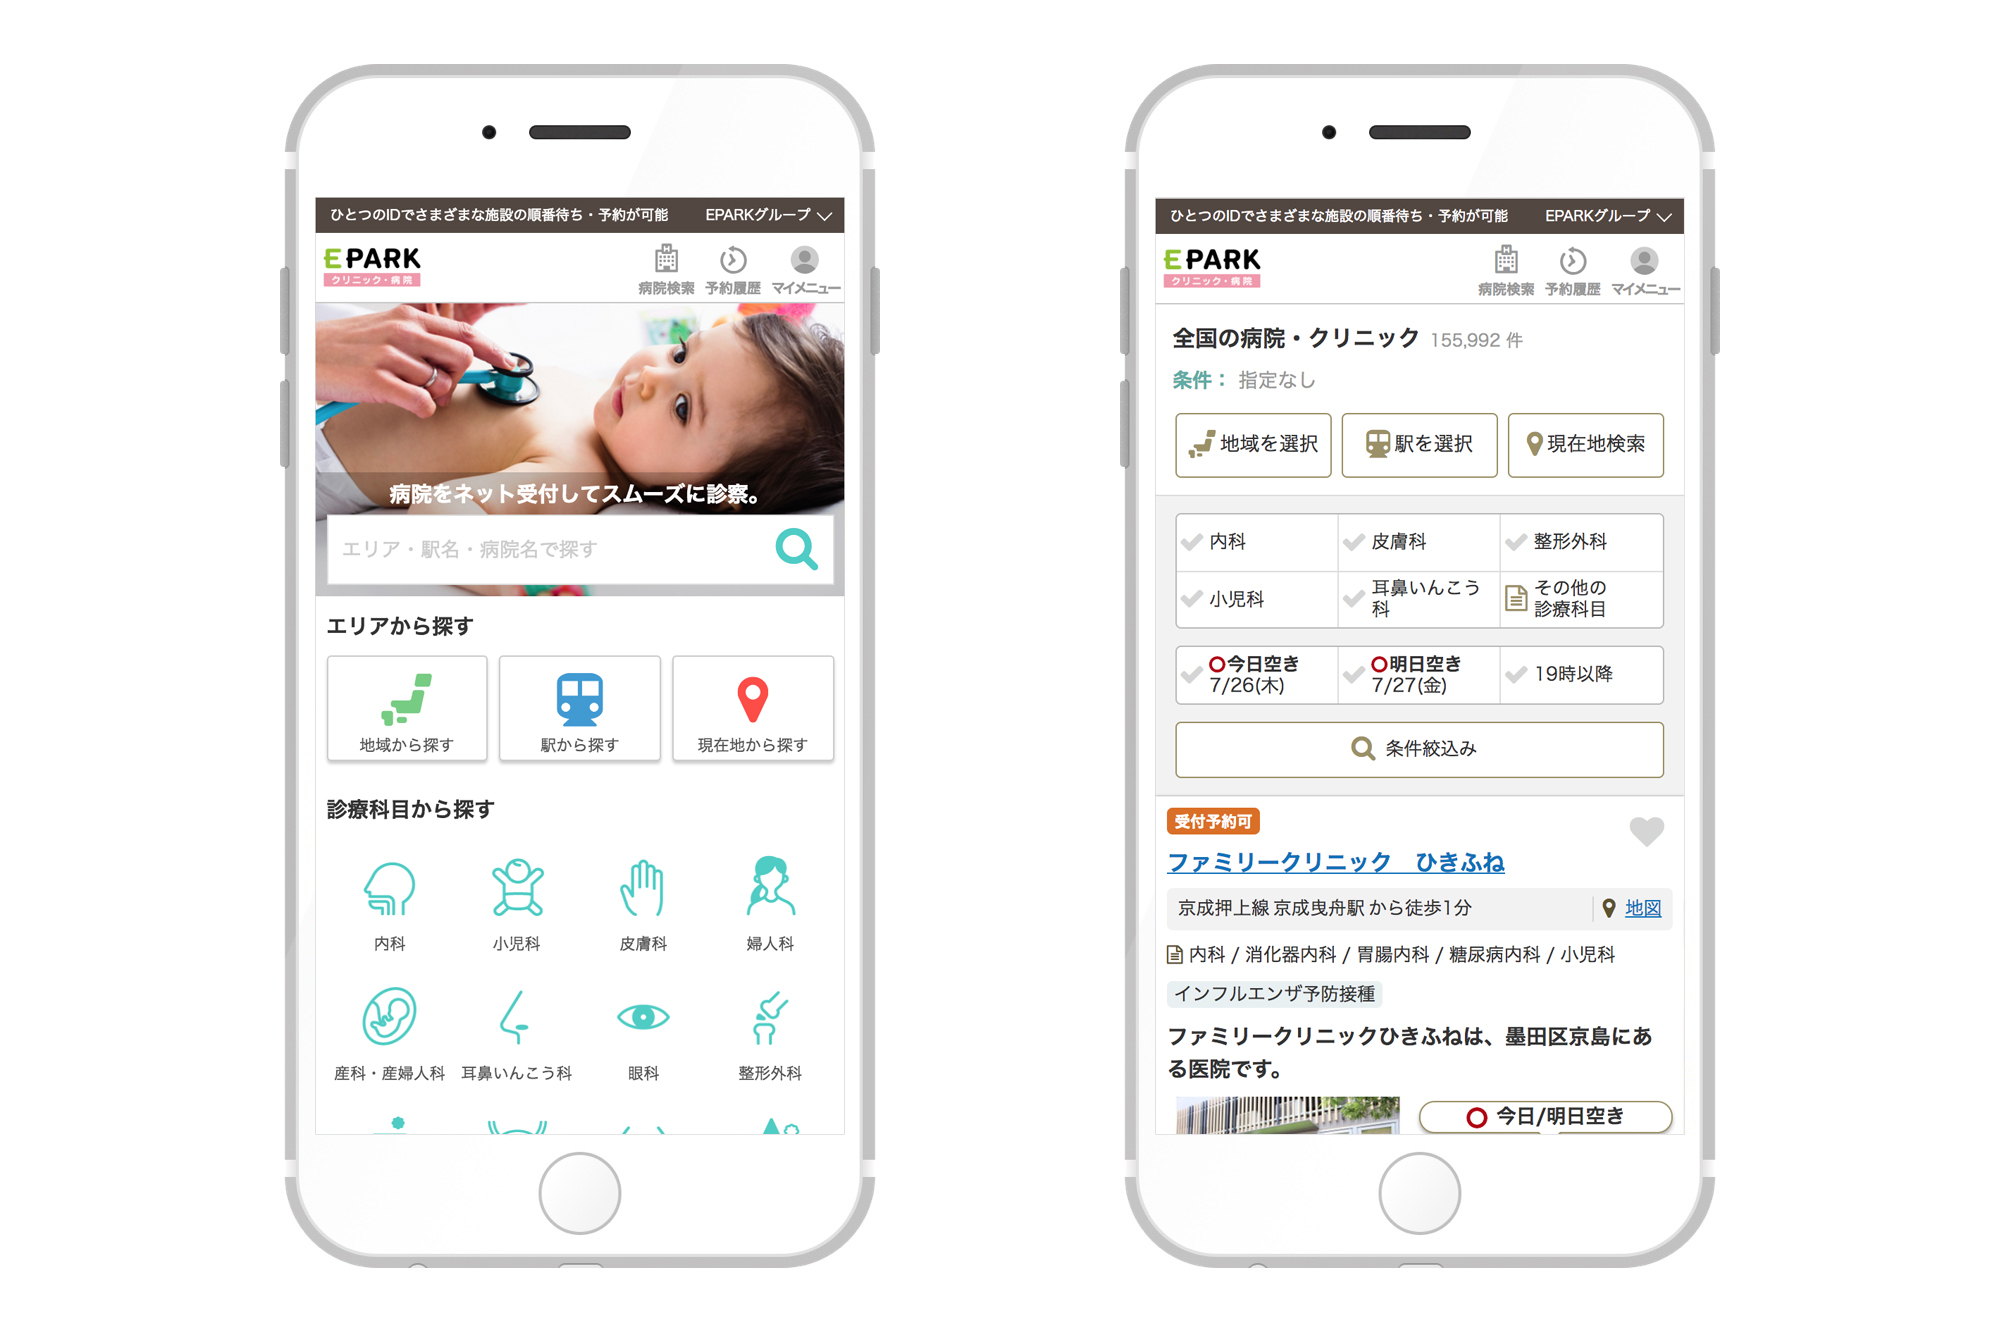 ひとつのIDでさまざまな施設の順番待ち・予約が可能 EPARKグループ
EPARK
クリニック・病院
病院検索 予約履歴 マイメニュー
病院をネット受付してスムーズに診察。
エリア・駅名・病院名で探す
エリアから探す
地域から探す 駅から探す 現在地から探す
診療科目から探す
内科 小児科 皮膚科 婦人科
産科・産婦人科 耳鼻いんこう科 眼科 整形外科
ひとつのIDでさまざまな施設の順番待ち・予約が可能 EPARKグループ
EPARK
クリニック・病院
病院検索 予約履歴 マイメニュー
全国の病院・クリニック 155,992 件
条件： 指定なし
地域を選択 駅を選択 現在地検索
内科 皮膚科 整形外科
小児科 耳鼻いんこう科 その他の診療科目
今日空き 7/26(木) 明日空き 7/27(金) 19時以降
条件絞込み
受付予約可
ファミリークリニック　ひきふね
京成押上線 京成曳舟駅 から徒歩1分 地図
内科 / 消化器内科 / 胃腸内科 / 糖尿病内科 / 小児科
インフルエンザ予防接種
ファミリークリニックひきふねは、墨田区京島にあ
る医院です。
今日/明日空き